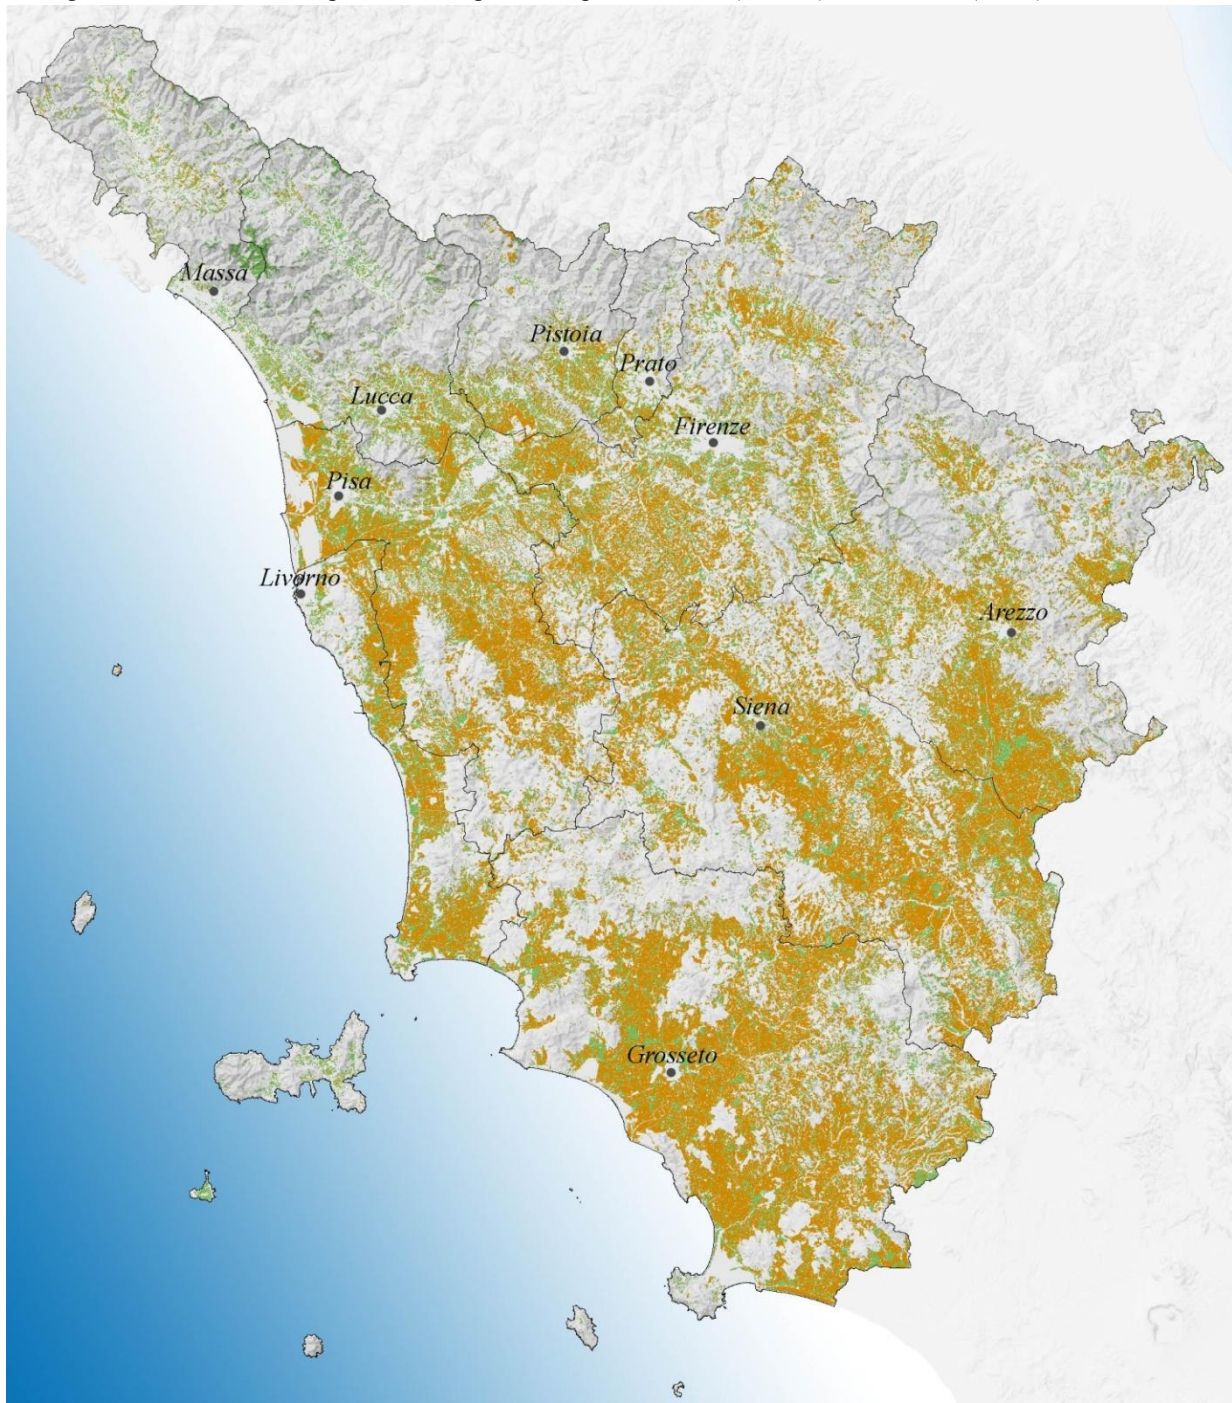 Massa
Pistoia
Prato
Lucca
Firenze
Pisa
Livorno
Arezzo
Siena
Grosseto